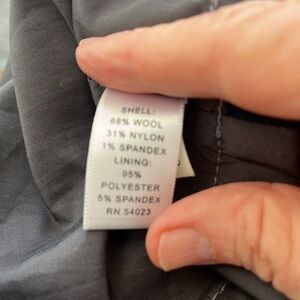 SHELL:
68% WOOL
31% NYLON
1% SPANDEX
LINING:
95%
POLYESTER
5% SPANDEX
RN 54023